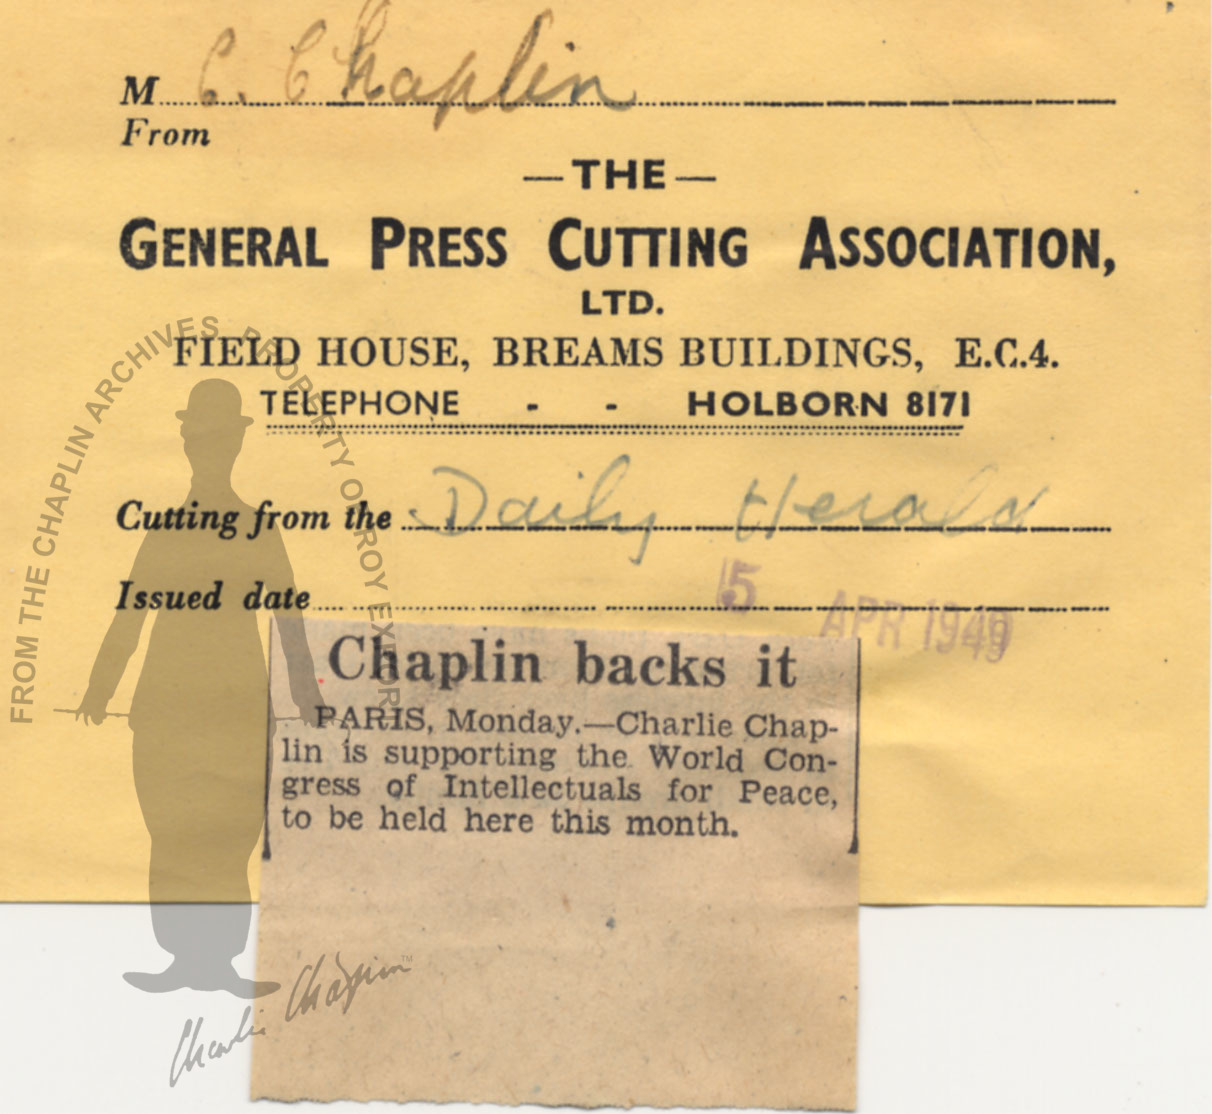 M C. Chaplin
From
— THE —
GENERAL PRESS CUTTING ASSOCIATION,
LTD.
FIELD HOUSE, BREAMS BUILDINGS, E.C.4.
TELEPHONE - - HOLBORN 8171
Cutting from the Daily Herald
Issued date 5 APR 1949
Chaplin backs it
PARIS, Monday.—Charlie Chap-
lin is supporting the World Con-
gress of Intellectuals for Peace,
to be held here this month.
FROM THE CHAPLIN ARCHIVES PROPERTY OF ROY EXPORT
Charlie Chaplin™